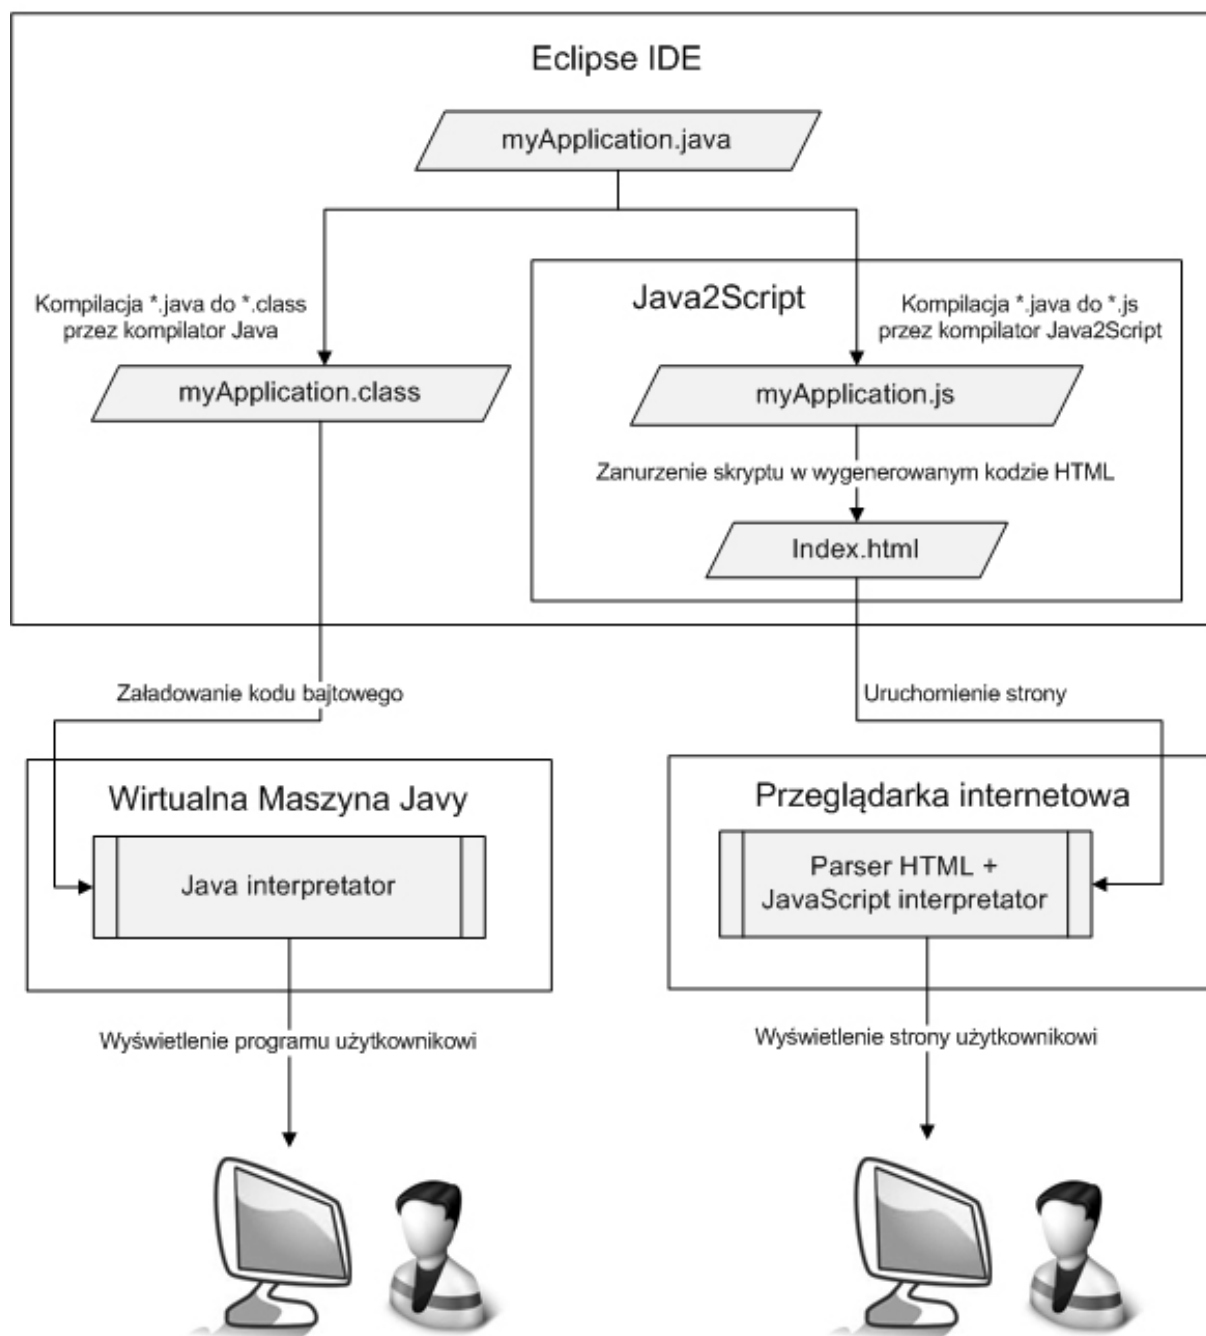 Eclipse IDE
myApplication.java
Kompilacja *.java do *.class
przez kompilator Java
myApplication.class
Java2Script
Kompilacja *.java do *.js
przez kompilator Java2Script
myApplication.js
Zanurzenie skryptu w wygenerowanym kodzie HTML
Index.html
Załadowanie kodu bajtowego
Uruchomienie strony
Wirtualna Maszyna Javy
Java interpretator
Przeglądarka internetowa
Parser HTML +
JavaScript interpretator
Wyświetlenie programu użytkownikowi
Wyświetlenie strony użytkownikowi